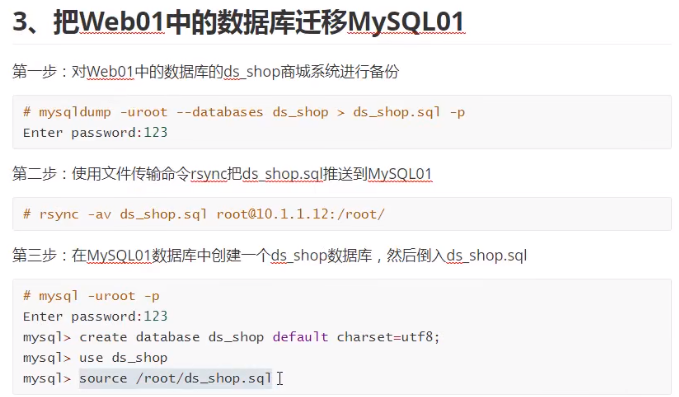 3、把Web01中的数据库迁移MySQL01
第一步：对Web01中的数据库的ds_shop商城系统进行备份
# mysqldump -uroot --databases ds_shop > ds_shop.sql -p
Enter password:123
第二步：使用文件传输命令rsync把ds_shop.sql推送到MySQL01
# rsync -av ds_shop.sql root@10.1.1.12:/root/
第三步：在MySQL01数据库中创建一个ds_shop数据库，然后倒入ds_shop.sql
# mysql -uroot -p
Enter password:123
mysql> create database ds_shop default charset=utf8;
mysql> use ds_shop
mysql> source /root/ds_shop.sql